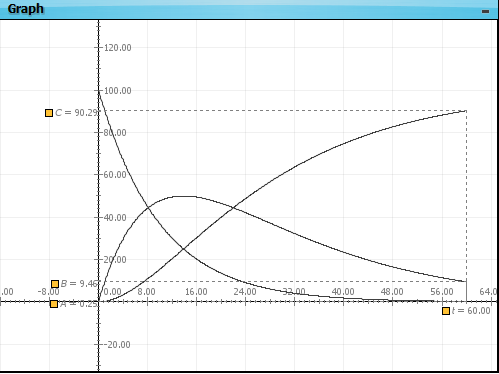 Graph
120.00
100.00
C = 90.29
80.00
60.00
40.00
20.00
B = 9.46
A = 0.25
.00 -8.00 0.00 8.00 16.00 24.00 32.00 40.00 48.00 56.00 64.0
t = 60.00
-20.00